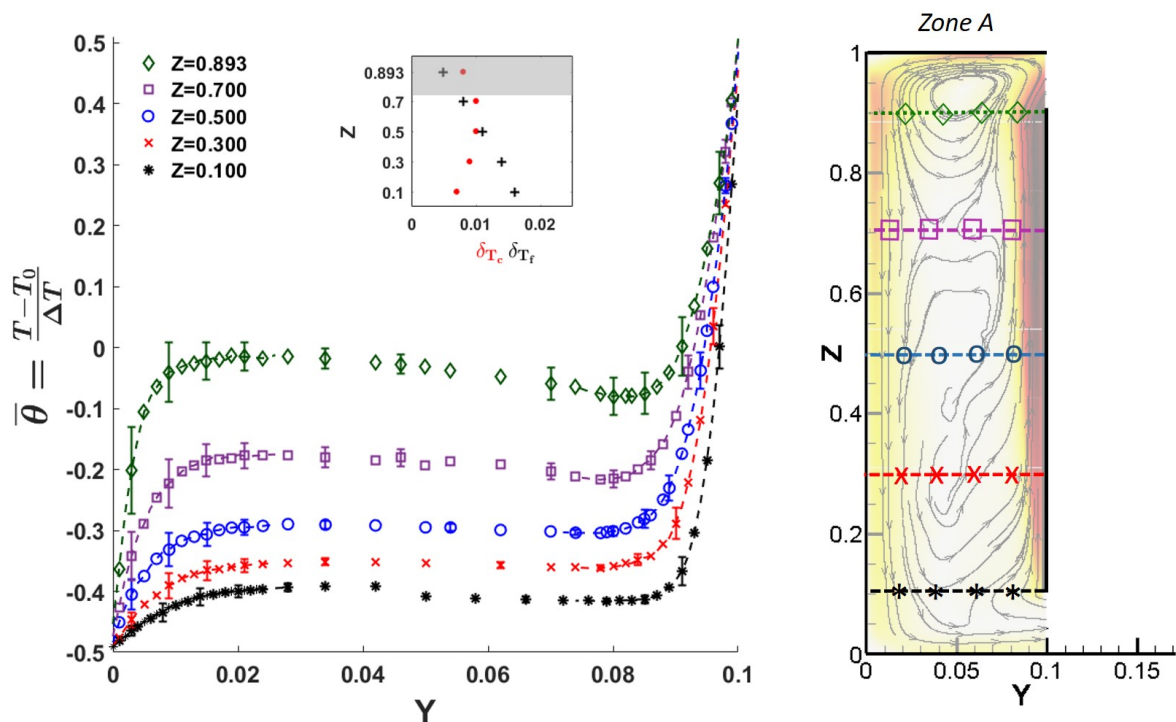 Zone A
0.5
0.4
0.3
0.2
0.1
0
-0.1
-0.2
-0.3
-0.4
-0.5
θ̅ = (T−T₀)/ΔT
Z=0.893
Z=0.700
Z=0.500
Z=0.300
Z=0.100
Z
0.893
0.7
0.5
0.3
0.1
0 0.01 0.02
δ_Tc δ_Tf
0 0.02 0.04 0.06 0.08 0.1
Y
1
0.8
0.6
Z
0.4
0.2
0
0 0.05 0.1 0.15
Y